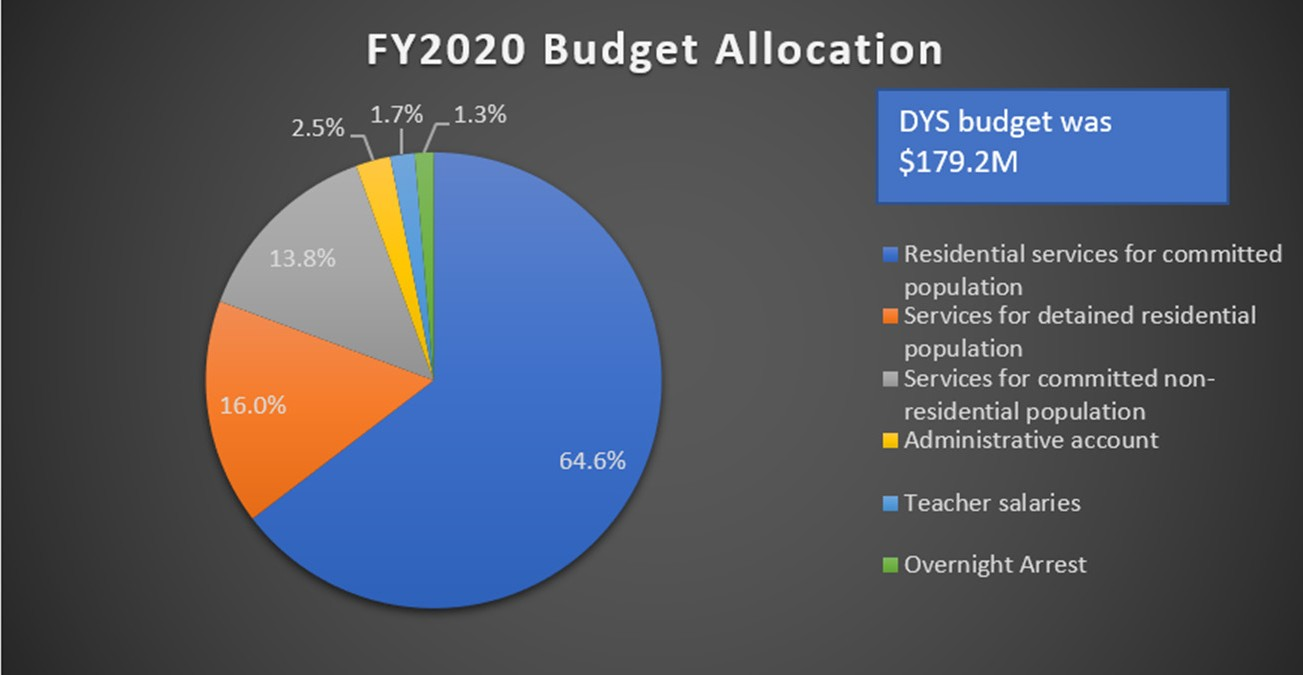 FY2020 Budget Allocation
2.5%
1.7%
1.3%
13.8%
16.0%
64.6%
DYS budget was
$179.2M
Residential services for committed
population
Services for detained residential
population
Services for committed non-
residential population
Administrative account
Teacher salaries
Overnight Arrest